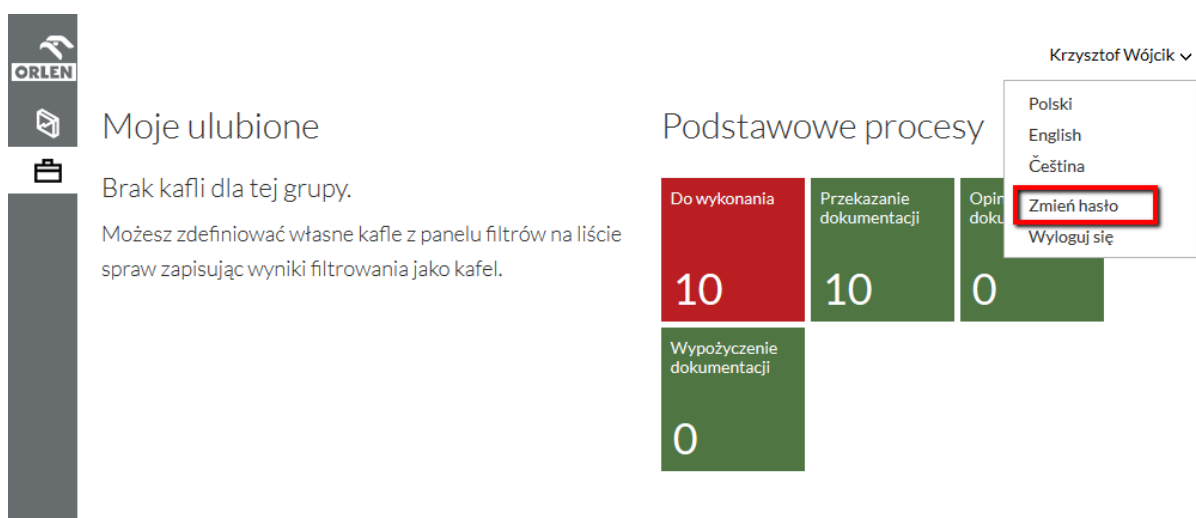 ORLEN
Krzysztof Wójcik
Polski
English
Čeština
Zmień hasło
Wyloguj się
Moje ulubione
Brak kafli dla tej grupy.
Możesz zdefiniować własne kafle z panelu filtrów na liście
spraw zapisując wyniki filtrowania jako kafel.
Podstawowe procesy
Do wykonania
10
Przekazanie
dokumentacji
10
0
Wypożyczenie
dokumentacji
0